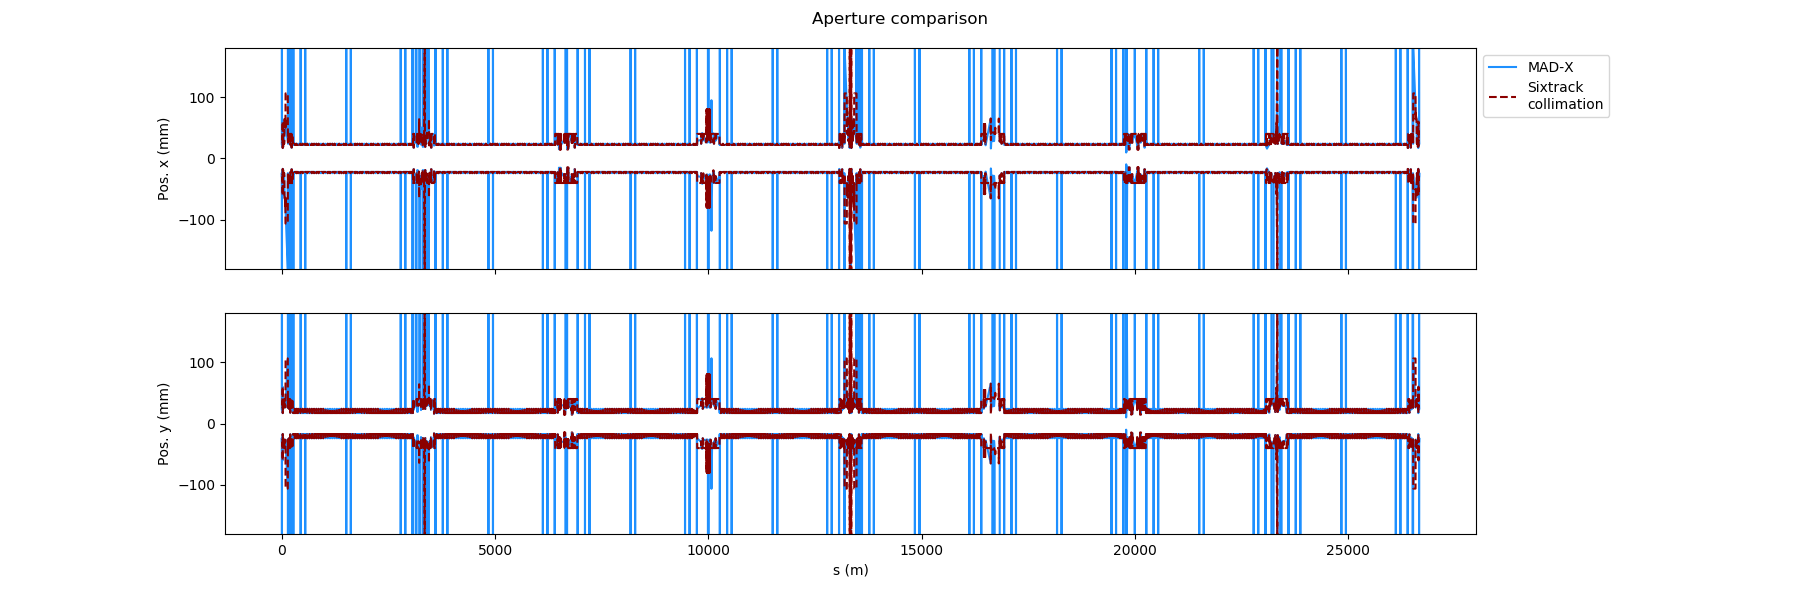 Aperture comparison
Pos. x (mm)
100
0
−100
MAD-X
Sixtrack
collimation
Pos. y (mm)
100
0
−100
0
5000
10000
15000
20000
25000
s (m)